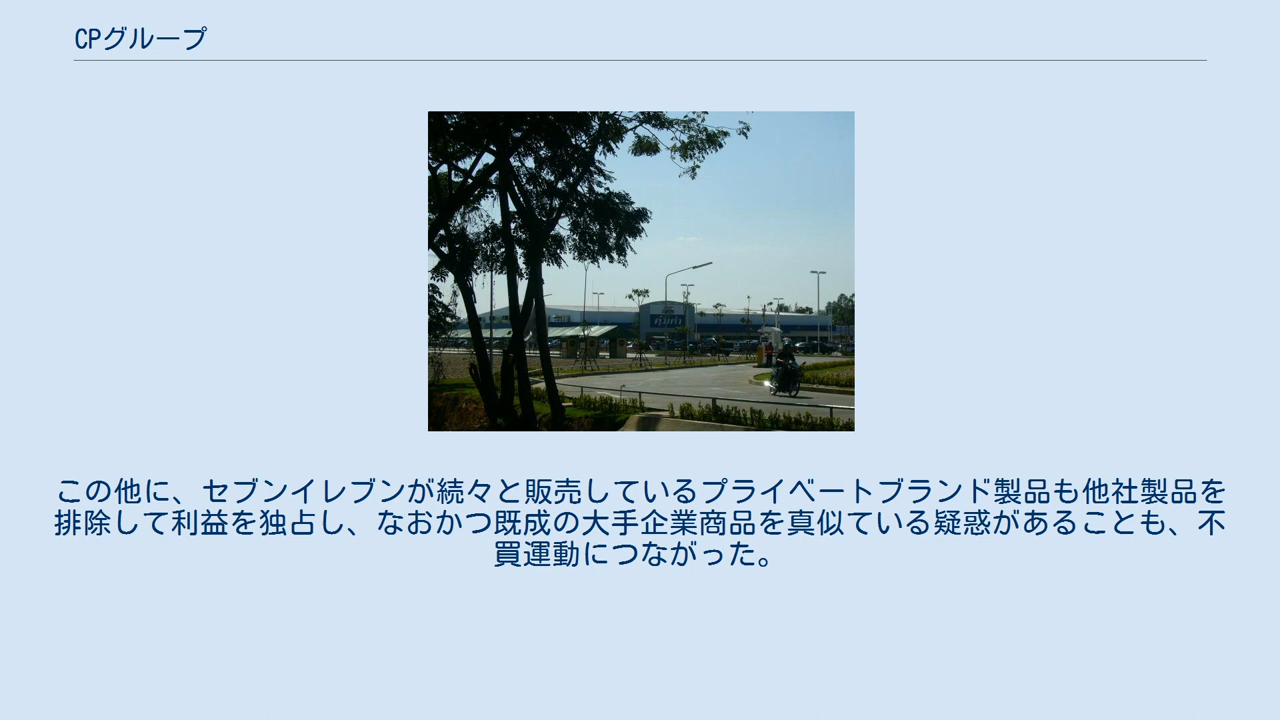 CPグループ
この他に、セブンイレブンが続々と販売しているプライベートブランド製品も他社製品を
排除して利益を独占し、なおかつ既成の大手企業商品を真似ている疑惑があることも、不
買運動につながった。